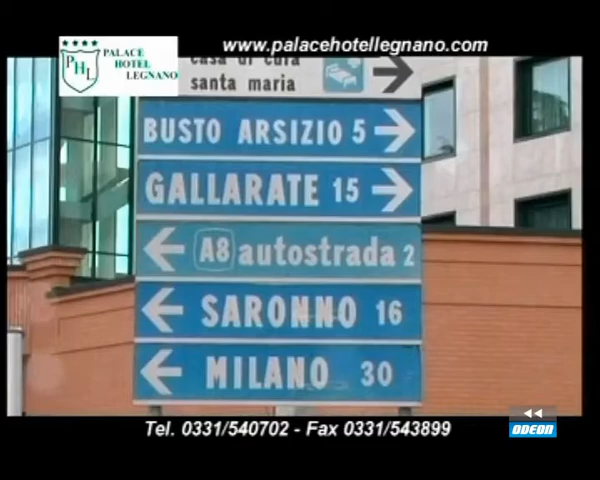 www.palacehotellegnano.com
PHL
PALACE
HOTEL
LEGNANO
casa di cura
santa maria
BUSTO ARSIZIO 5
GALLARATE 15
A8 autostrada 2
SARONNO 16
MILANO 30
Tel. 0331/540702 - Fax 0331/543899
ODEON